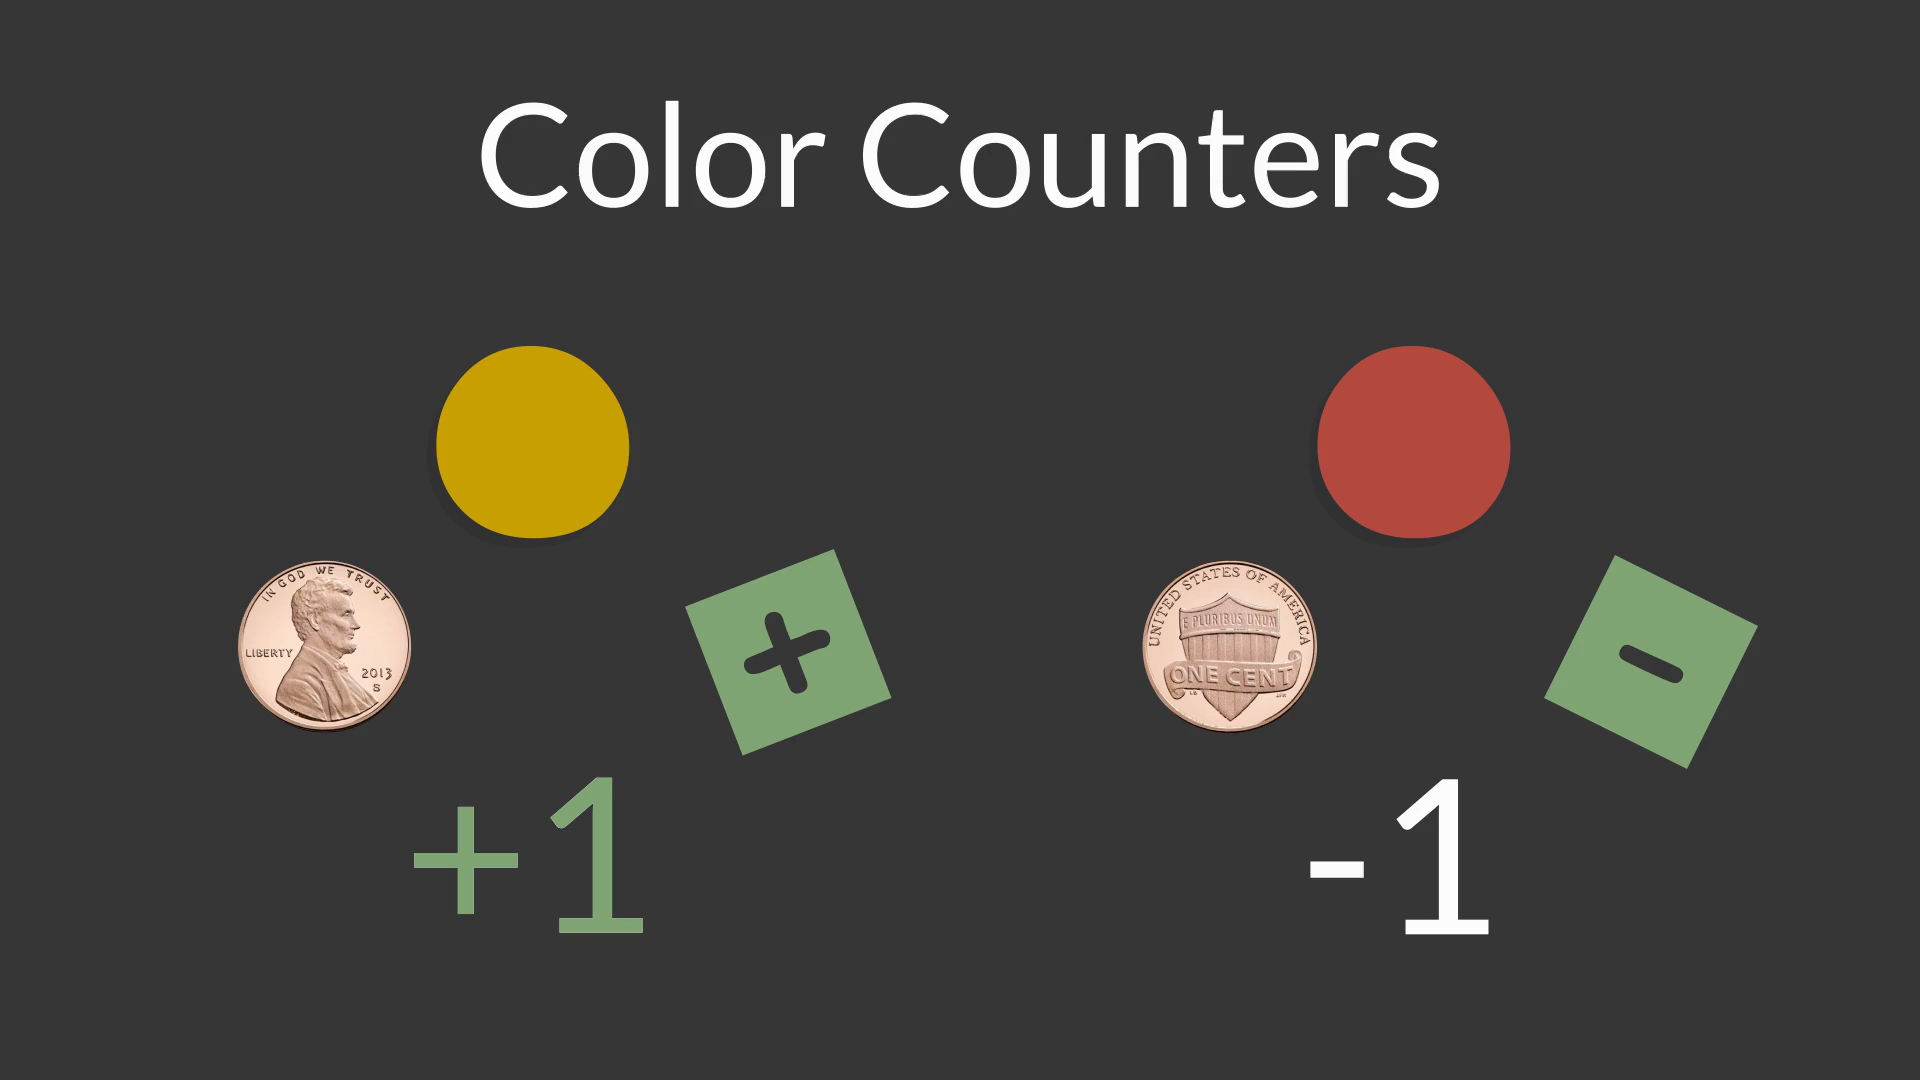 Color Counters
IN GOD WE TRUST
LIBERTY
2013
S
+
UNITED STATES OF AMERICA
E PLURIBUS UNUM
ONE CENT
-
+1
-1